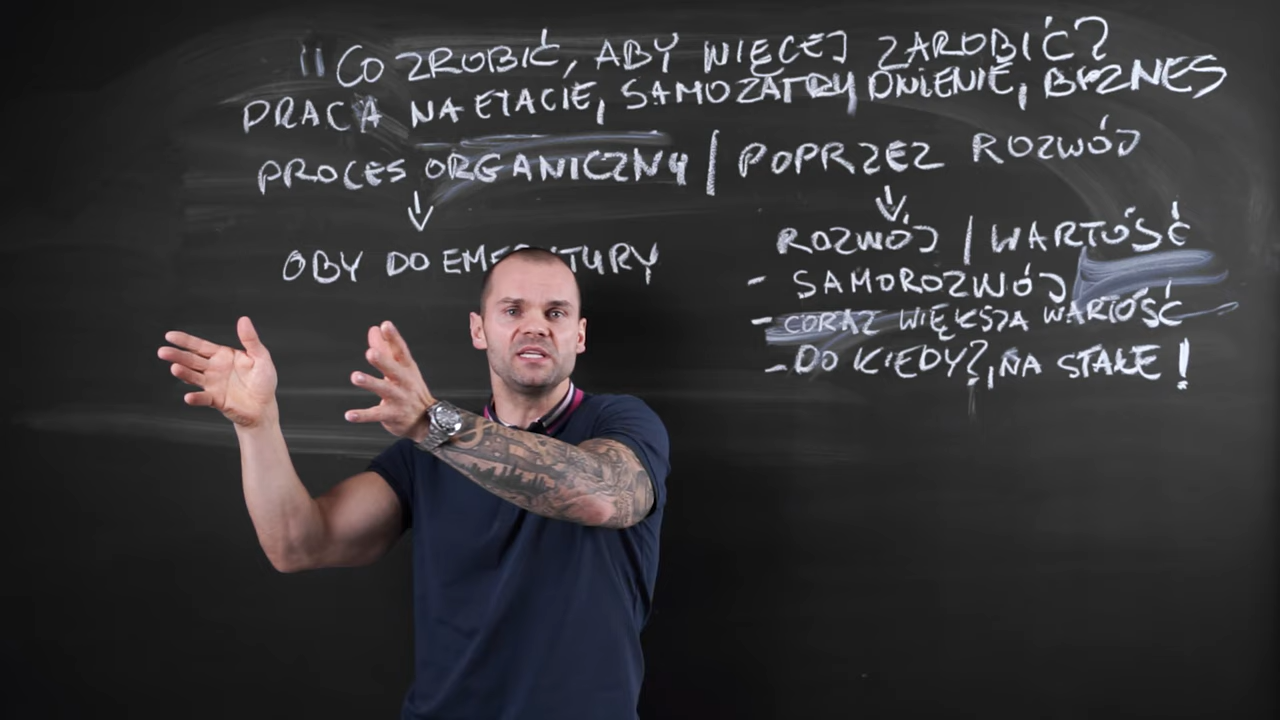 11 CO ZROBIĆ, ABY WIĘCEJ ZAROBIĆ?
PRACA NA ETACIE, SAMOZATRUDNIENIE, BIZNES
PROCES ORGANICZNY | POPRZEZ ROZWÓJ
OBY DO EMERYTURY
ROZWÓJ | WARTOŚĆ
- SAMOROZWÓJ
- CORAZ WIĘKSZA WARTOŚĆ
- DO KIEDY?, NA STAŁE!